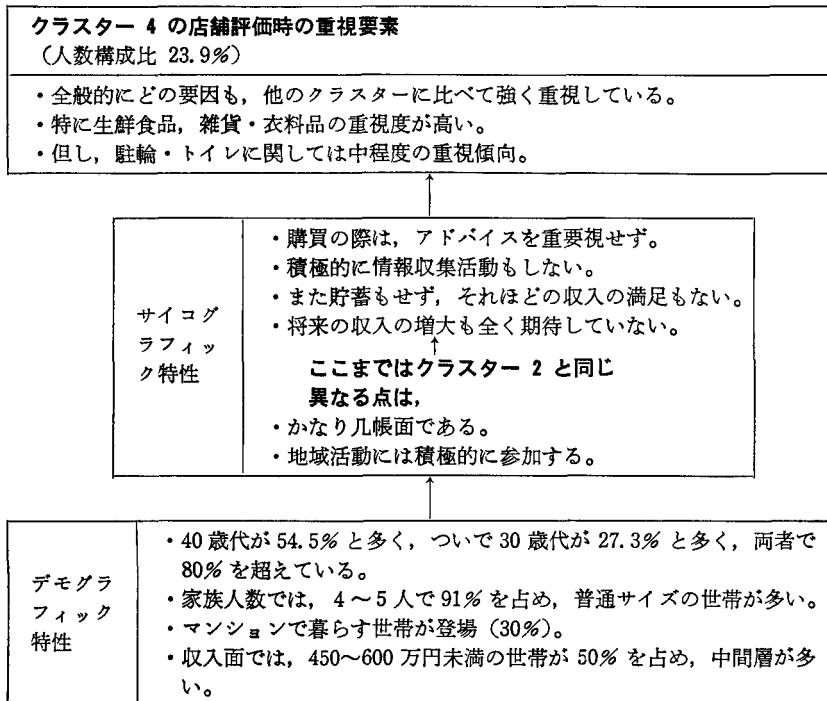 クラスター 4 の店舗評価時の重視要素
（人数構成比 23.9%）
・全般的にどの要因も，他のクラスターに比べて強く重視している。
・特に生鮮食品，雑貨・衣料品の重視度が高い。
・但し，駐輪・トイレに関しては中程度の重視傾向。
↑
サイコグ
ラフィッ
ク特性
・購買の際は，アドバイスを重要視せず。
・積極的に情報収集活動もしない。
・また貯蓄もせず，それほどの収入の満足もない。
・将来の収入の増大も全く期待していない。
↑
ここまではクラスター 2 と同じ
異なる点は，
・かなり几帳面である。
・地域活動には積極的に参加する。
↑
デモグラ
フィック
特性
・40 歳代が 54.5% と多く，ついで 30 歳代が 27.3% と多く，両者で
80% を超えている。
・家族人数では，4～5 人で 91% を占め，普通サイズの世帯が多い。
・マンションで暮らす世帯が登場（30%）。
・収入面では，450～600 万円未満の世帯が 50% を占め，中間層が多
い。